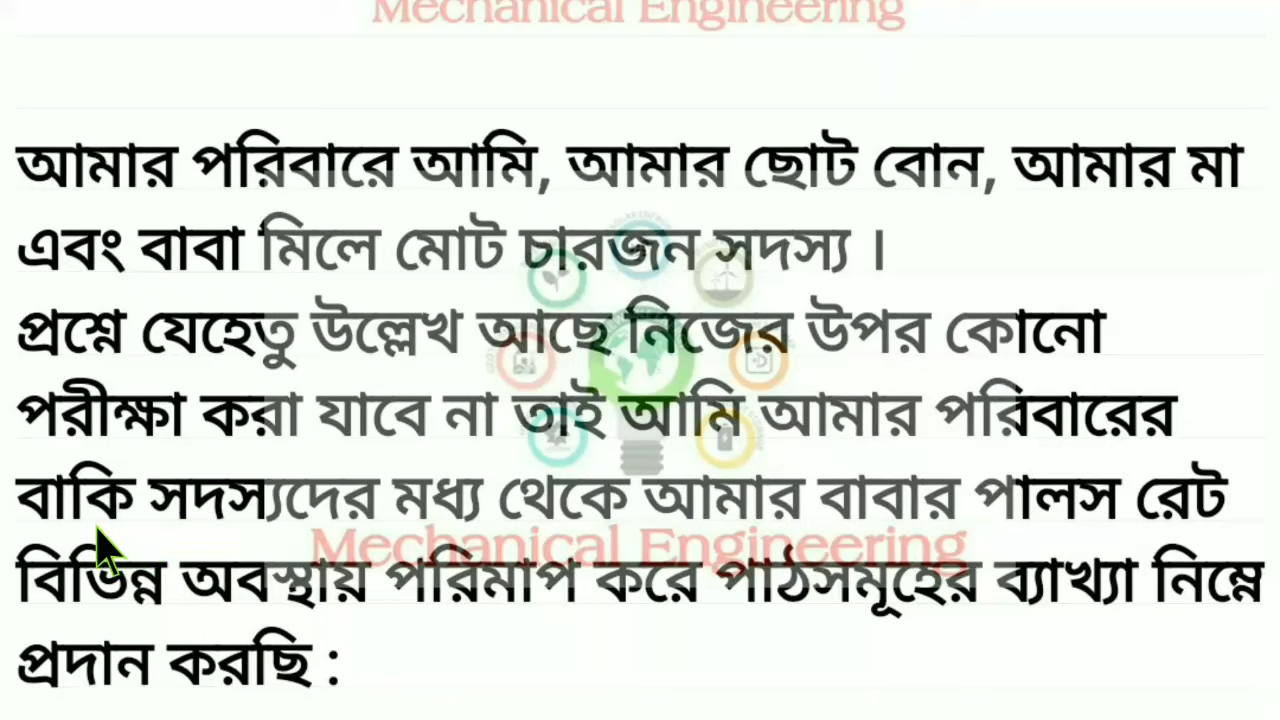 Mechanical Engineering
আমার পরিবারে আমি, আমার ছোট বোন, আমার মা
এবং বাবা মিলে মোট চারজন সদস্য ।
প্রশ্নে যেহেতু উল্লেখ আছে নিজের উপর কোনো
পরীক্ষা করা যাবে না তাই আমি আমার পরিবারের
বাকি সদস্যদের মধ্য থেকে আমার বাবার পালস রেট
Mechanical Engineering
বিভিন্ন অবস্থায় পরিমাপ করে পাঠসমূহের ব্যাখ্যা নিম্নে
প্রদান করছি :